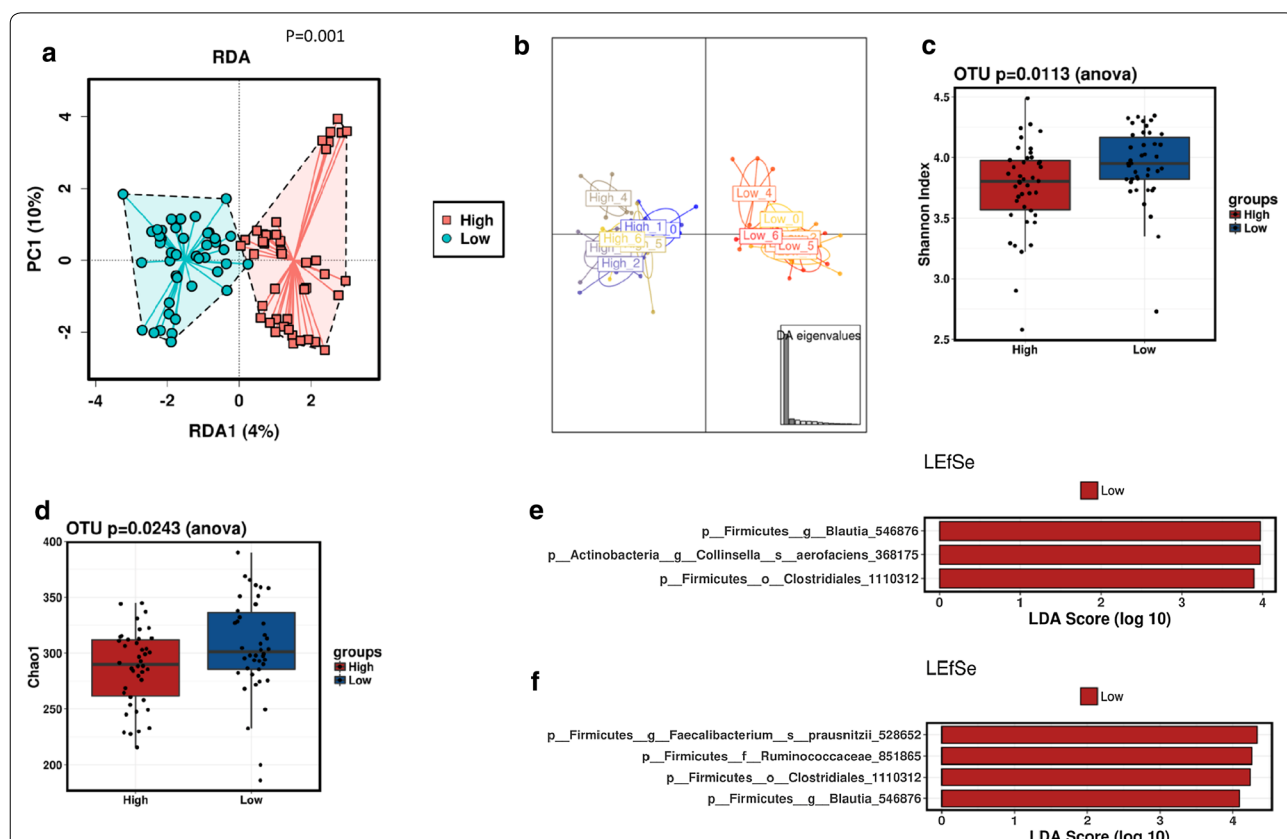 a
P=0.001
RDA
4
2
0
-2
PC1 (10%)
-4
-2
0
2
RDA1 (4%)
High
Low
b
High_4
High_1
0
High_6
5
High_2
Low_4
Low_0
Low_6
Low_5
DA eigenvalues
c
OTU p=0.0113 (anova)
4.5
4.0
3.5
3.0
2.5
Shannon Index
High
Low
groups
High
Low
d
OTU p=0.0243 (anova)
400
350
300
250
200
Chao1
High
Low
groups
High
Low
e
LEfSe
Low
p__Firmicutes__g__Blautia_546876
p__Actinobacteria__g__Collinsella__s__aerofaciens_368175
p__Firmicutes__o__Clostridiales_1110312
0
1
2
3
4
LDA Score (log 10)
f
LEfSe
Low
p__Firmicutes__g__Faecalibacterium__s__prausnitzii_528652
p__Firmicutes__f__Ruminococcaceae_851865
p__Firmicutes__o__Clostridiales_1110312
p__Firmicutes__g__Blautia_546876
0
1
2
3
4
LDA Score (log 10)